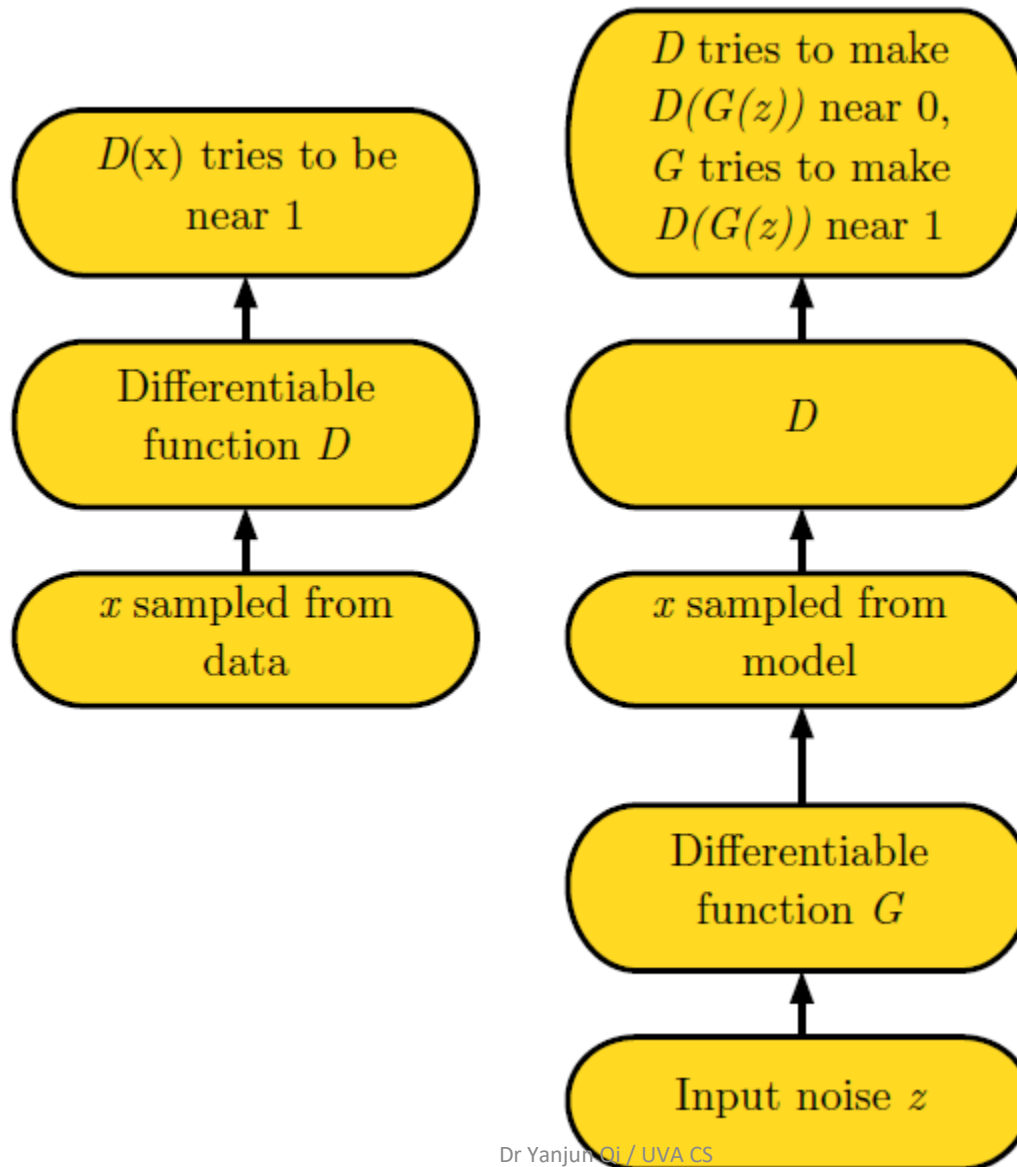 D(x) tries to be
near 1
Differentiable
function D
x sampled from
data
D tries to make
D(G(z)) near 0,
G tries to make
D(G(z)) near 1
D
x sampled from
model
Differentiable
function G
Input noise z
Dr Yanjun Qi / UVA CS